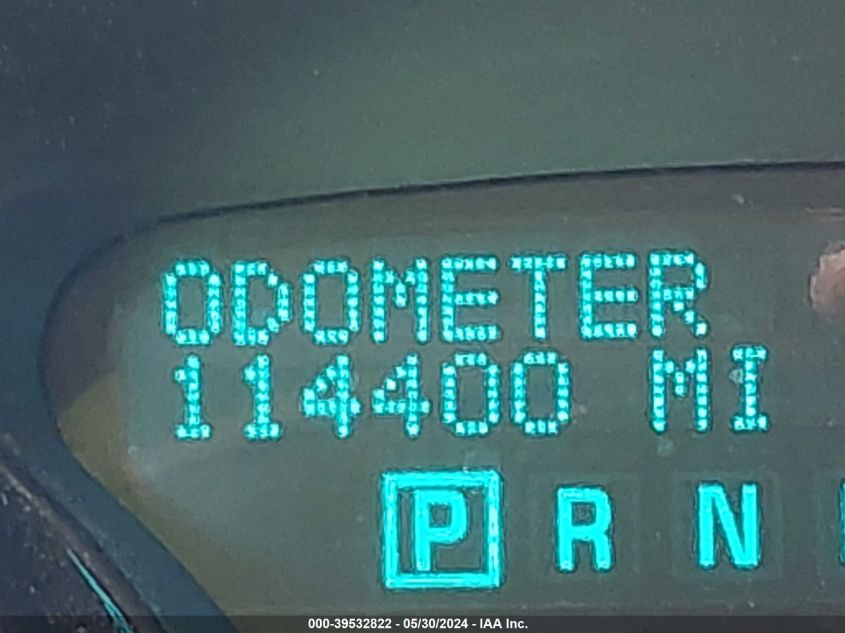 ODOMETER
114400 MI
P R N
000-39532822 - 05/30/2024 - IAA Inc.